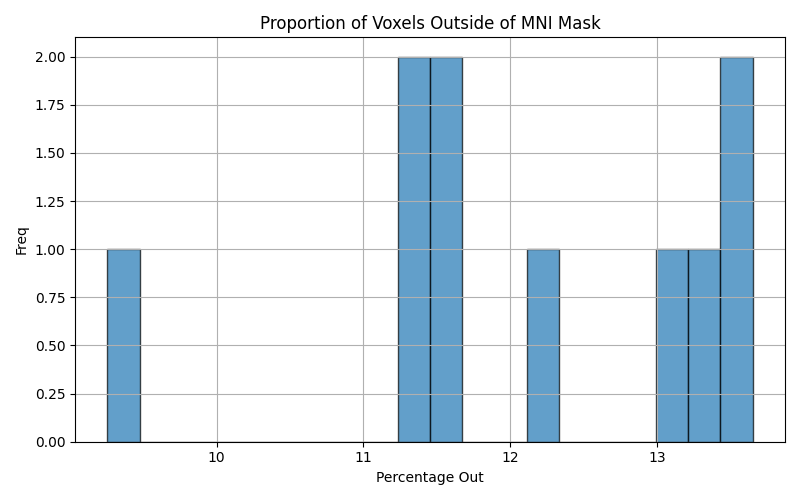 Proportion of Voxels Outside of MNI Mask
2.00
1.75
1.50
1.25
1.00
0.75
0.50
0.25
0.00
Freq
10 11 12 13
Percentage Out